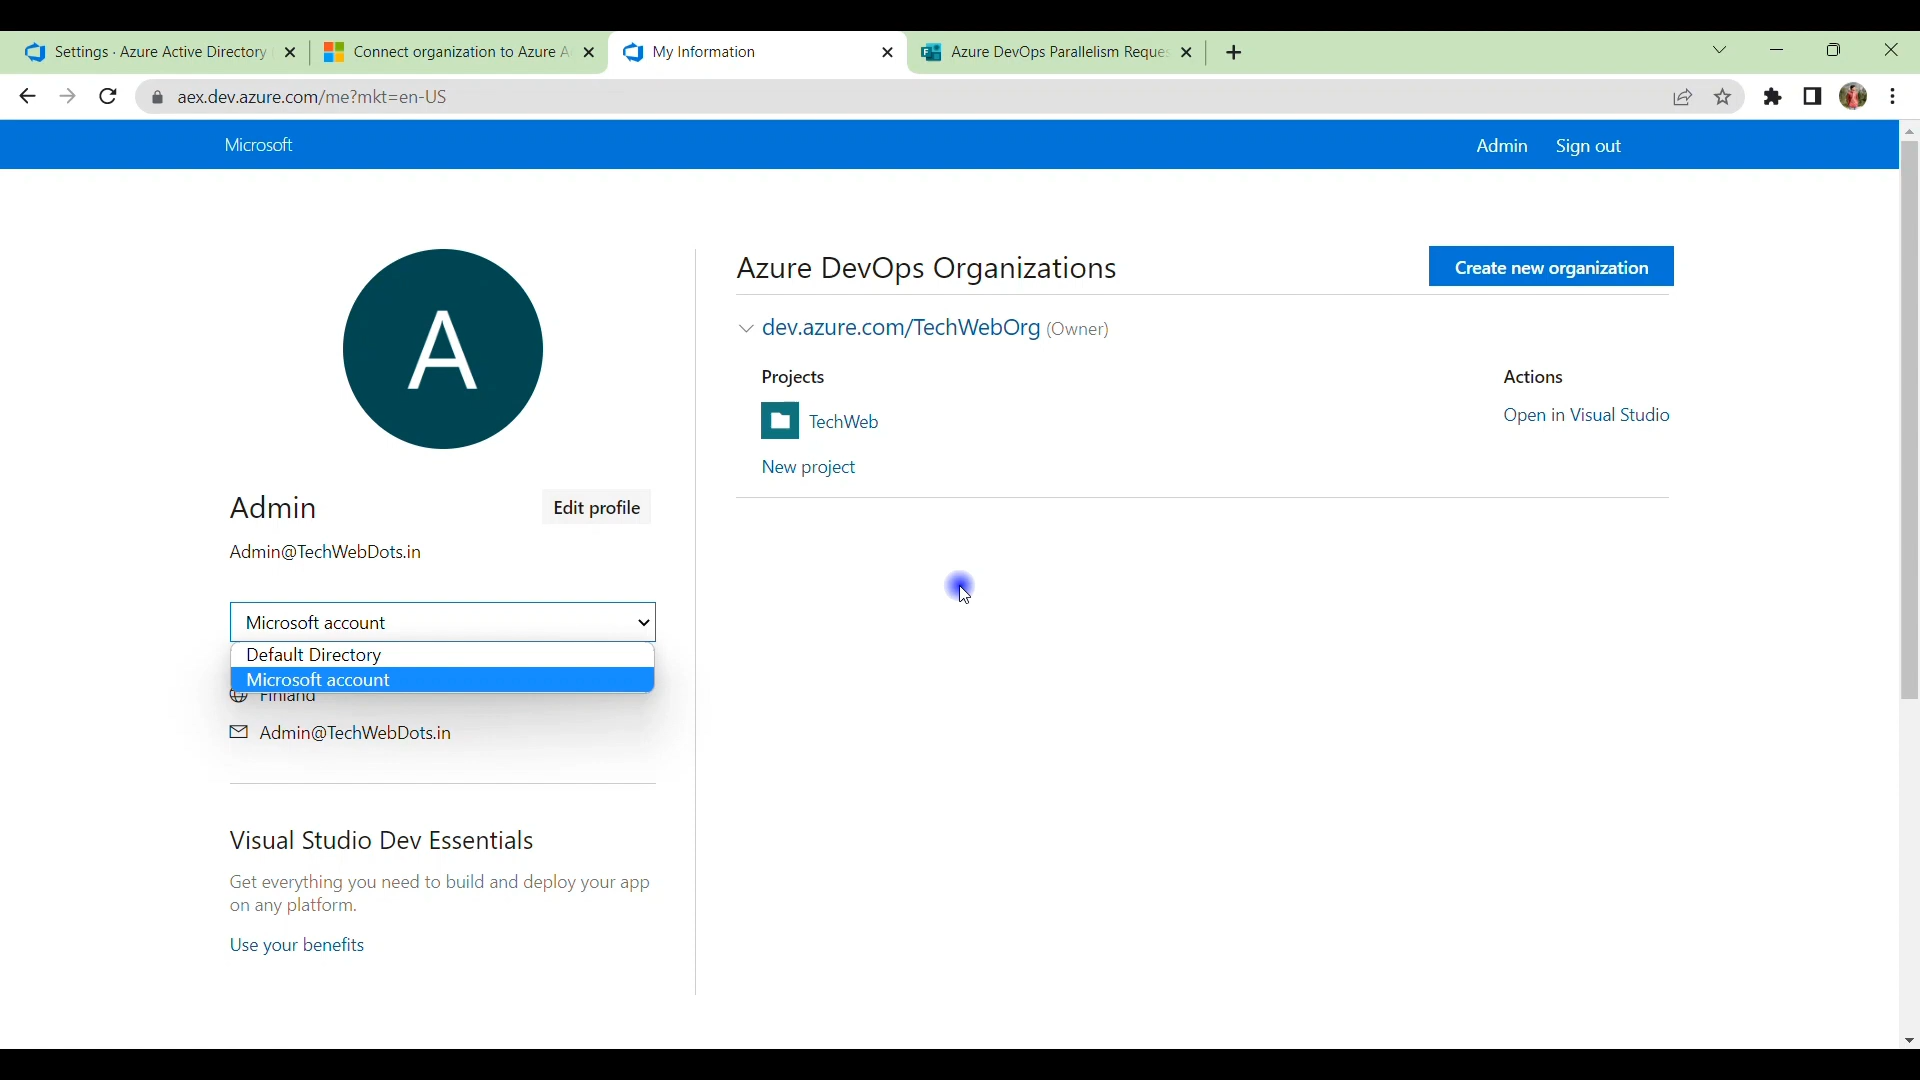 Settings · Azure Active Directory
Connect organization to Azure A
My Information
Azure DevOps Parallelism Reques
aex.dev.azure.com/me?mkt=en-US
Microsoft
Admin
Sign out
A
Admin
Edit profile
Admin@TechWebDots.in
Microsoft account
Default Directory
Microsoft account
Finland
Admin@TechWebDots.in
Visual Studio Dev Essentials
Get everything you need to build and deploy your app
on any platform.
Use your benefits
Azure DevOps Organizations
Create new organization
dev.azure.com/TechWebOrg (Owner)
Projects
Actions
TechWeb
Open in Visual Studio
New project